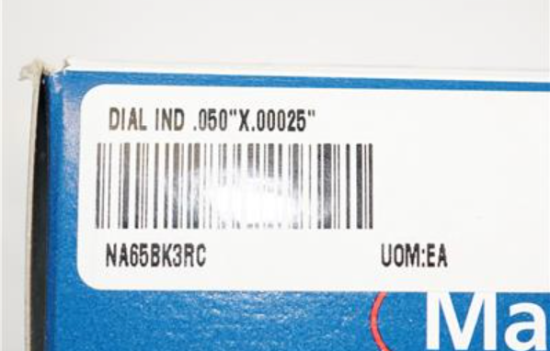 DIAL IND .050"X.00025"
NA65BK3RC UOM:EA
Ma